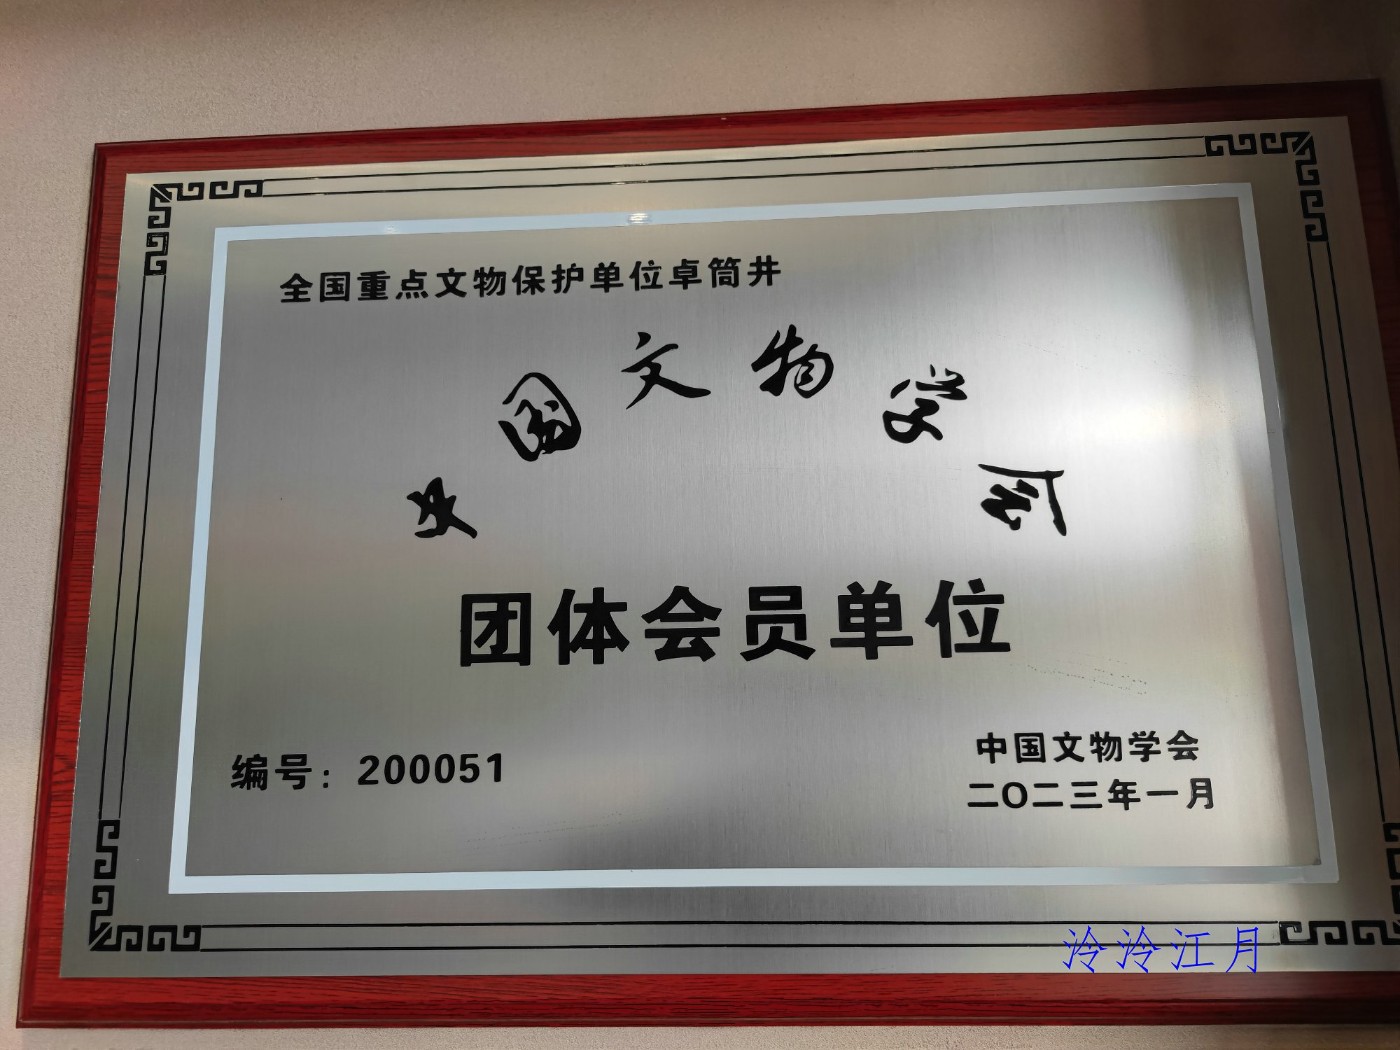 全国重点文物保护单位卓筒井
中国文物学会
团体会员单位
编号：200051
中国文物学会
二〇二三年一月
泠泠江月